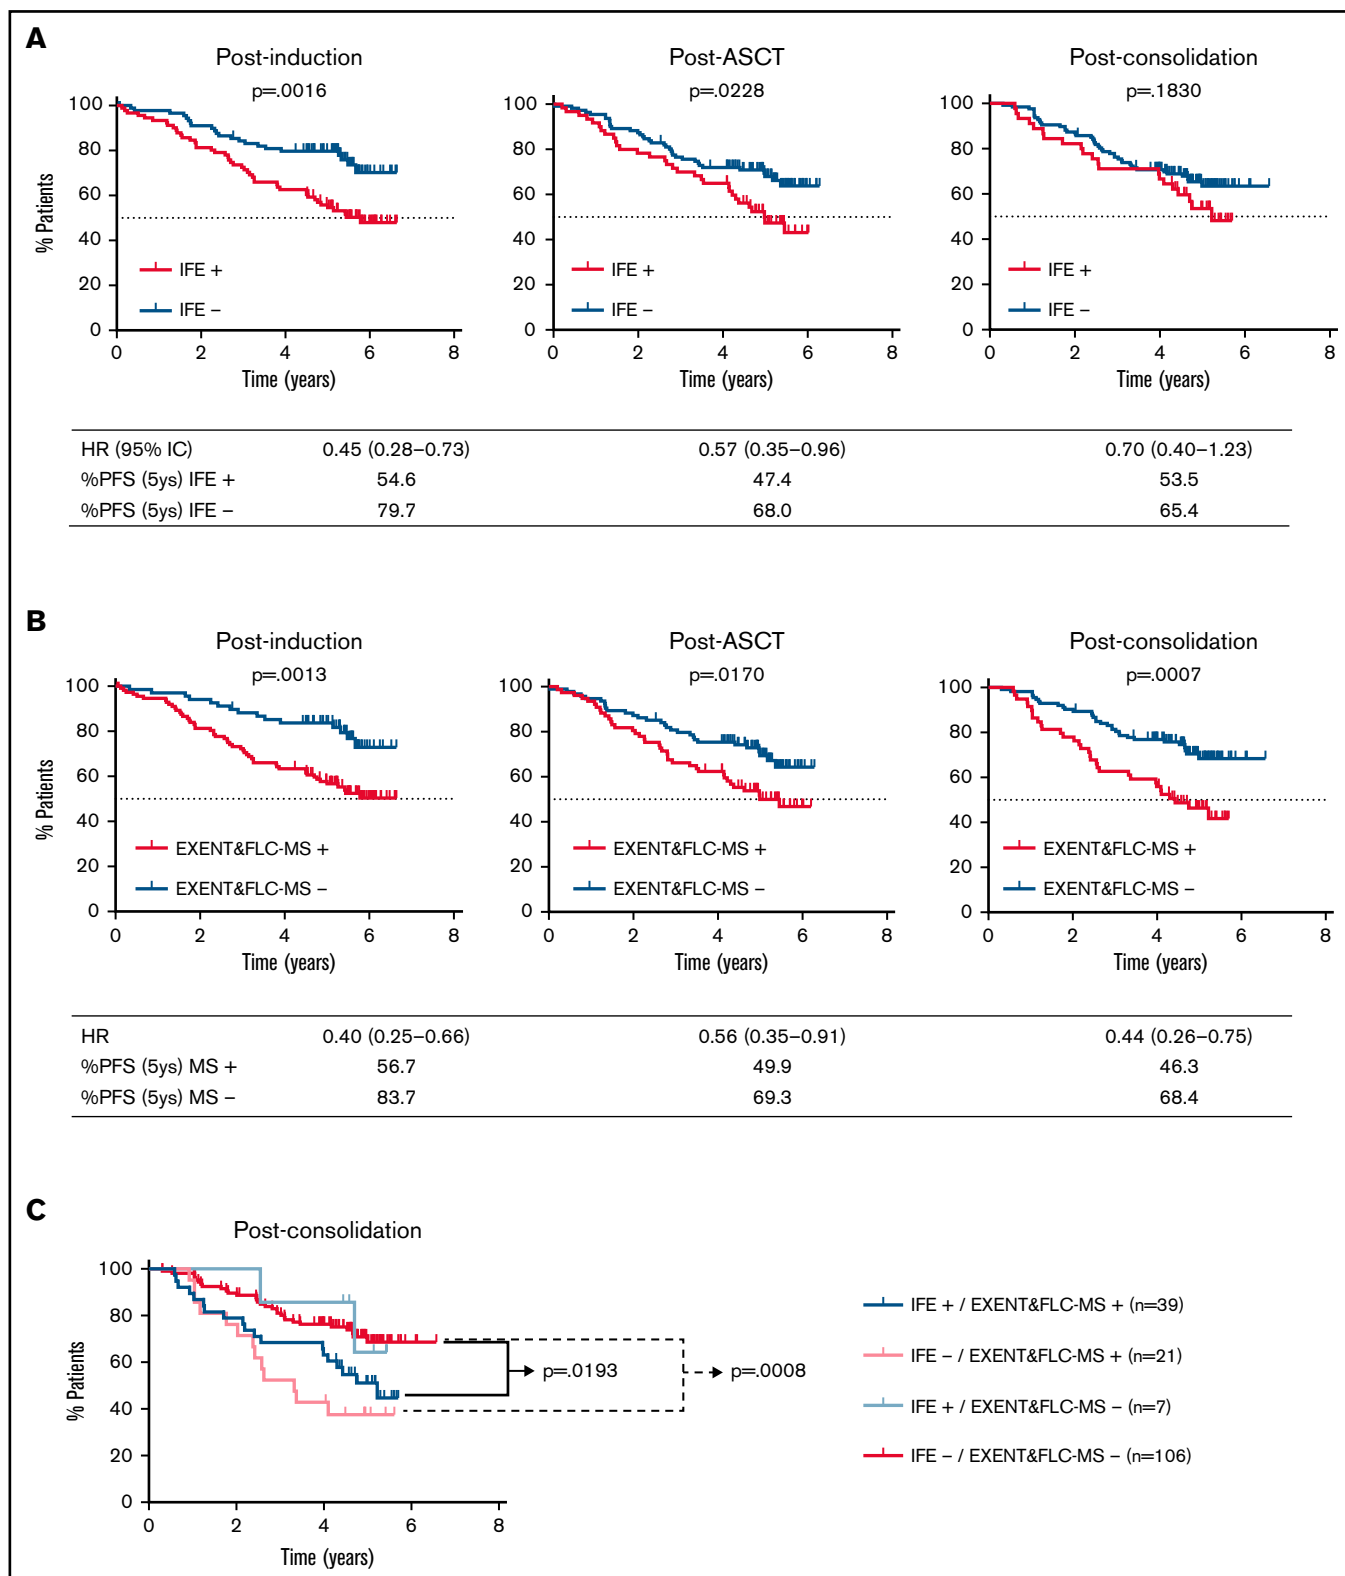 A
Post-induction
p=.0016
Post-ASCT
p=.0228
Post-consolidation
p=.1830
% Patients
100
80
60
40
20
0
IFE +
IFE –
0 2 4 6 8
Time (years)
100
80
60
40
20
0
IFE +
IFE –
0 2 4 6 8
Time (years)
100
80
60
40
20
0
IFE +
IFE –
0 2 4 6 8
Time (years)
HR (95% IC) 0.45 (0.28–0.73) 0.57 (0.35–0.96) 0.70 (0.40–1.23)
%PFS (5ys) IFE + 54.6 47.4 53.5
%PFS (5ys) IFE – 79.7 68.0 65.4
B
Post-induction
p=.0013
Post-ASCT
p=.0170
Post-consolidation
p=.0007
% Patients
100
80
60
40
20
0
EXENT&FLC-MS +
EXENT&FLC-MS –
0 2 4 6 8
Time (years)
100
80
60
40
20
0
EXENT&FLC-MS +
EXENT&FLC-MS –
0 2 4 6 8
Time (years)
100
80
60
40
20
0
EXENT&FLC-MS +
EXENT&FLC-MS –
0 2 4 6 8
Time (years)
HR 0.40 (0.25–0.66) 0.56 (0.35–0.91) 0.44 (0.26–0.75)
%PFS (5ys) MS + 56.7 49.9 46.3
%PFS (5ys) MS – 83.7 69.3 68.4
C
Post-consolidation
% Patients
100
80
60
40
20
0
0 2 4 6 8
Time (years)
p=.0193
p=.0008
IFE + / EXENT&FLC-MS + (n=39)
IFE – / EXENT&FLC-MS + (n=21)
IFE + / EXENT&FLC-MS – (n=7)
IFE – / EXENT&FLC-MS – (n=106)